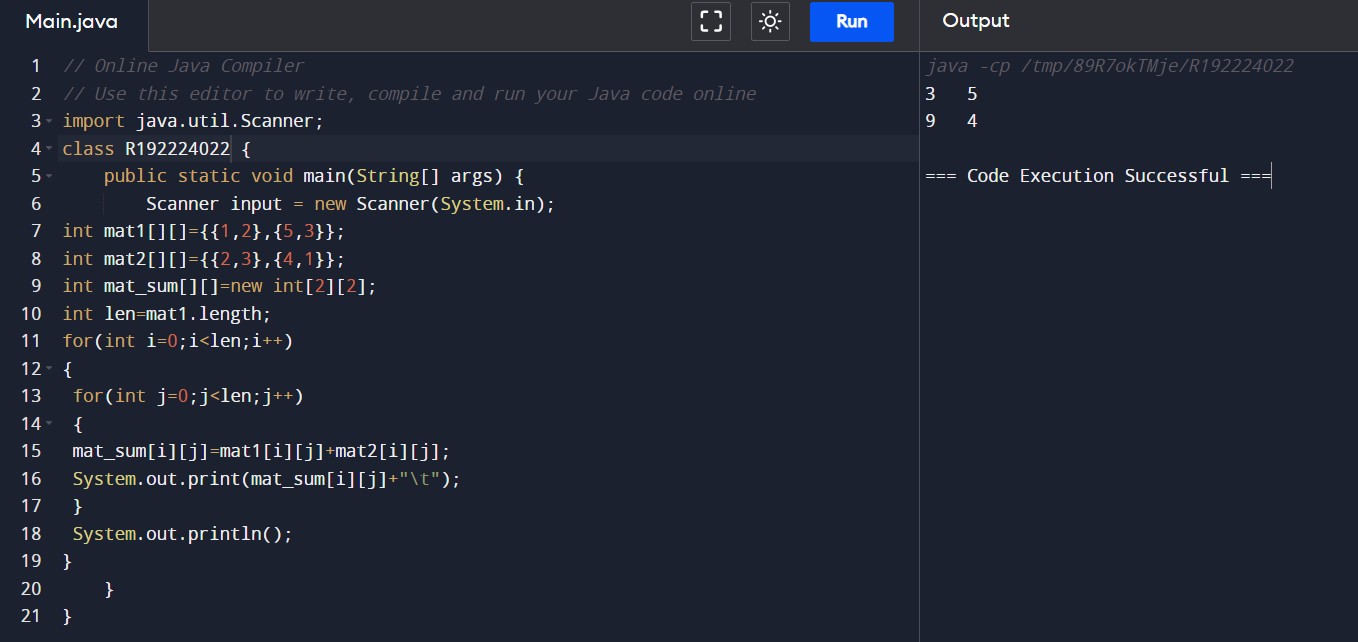 Main.java
Run
Output
1 // Online Java Compiler
2 // Use this editor to write, compile and run your Java code online
3 import java.util.Scanner;
4 class R192224022 {
5     public static void main(String[] args) {
6         Scanner input = new Scanner(System.in);
7 int mat1[][]={{1,2},{5,3}};
8 int mat2[][]={{2,3},{4,1}};
9 int mat_sum[][]=new int[2][2];
10 int len=mat1.length;
11 for(int i=0;i<len;i++)
12 {
13  for(int j=0;j<len;j++)
14  {
15  mat_sum[i][j]=mat1[i][j]+mat2[i][j];
16  System.out.print(mat_sum[i][j]+"\t");
17  }
18  System.out.println();
19 }
20     }
21 }
java -cp /tmp/89R7okTMje/R192224022
3   5
9   4
=== Code Execution Successful ===